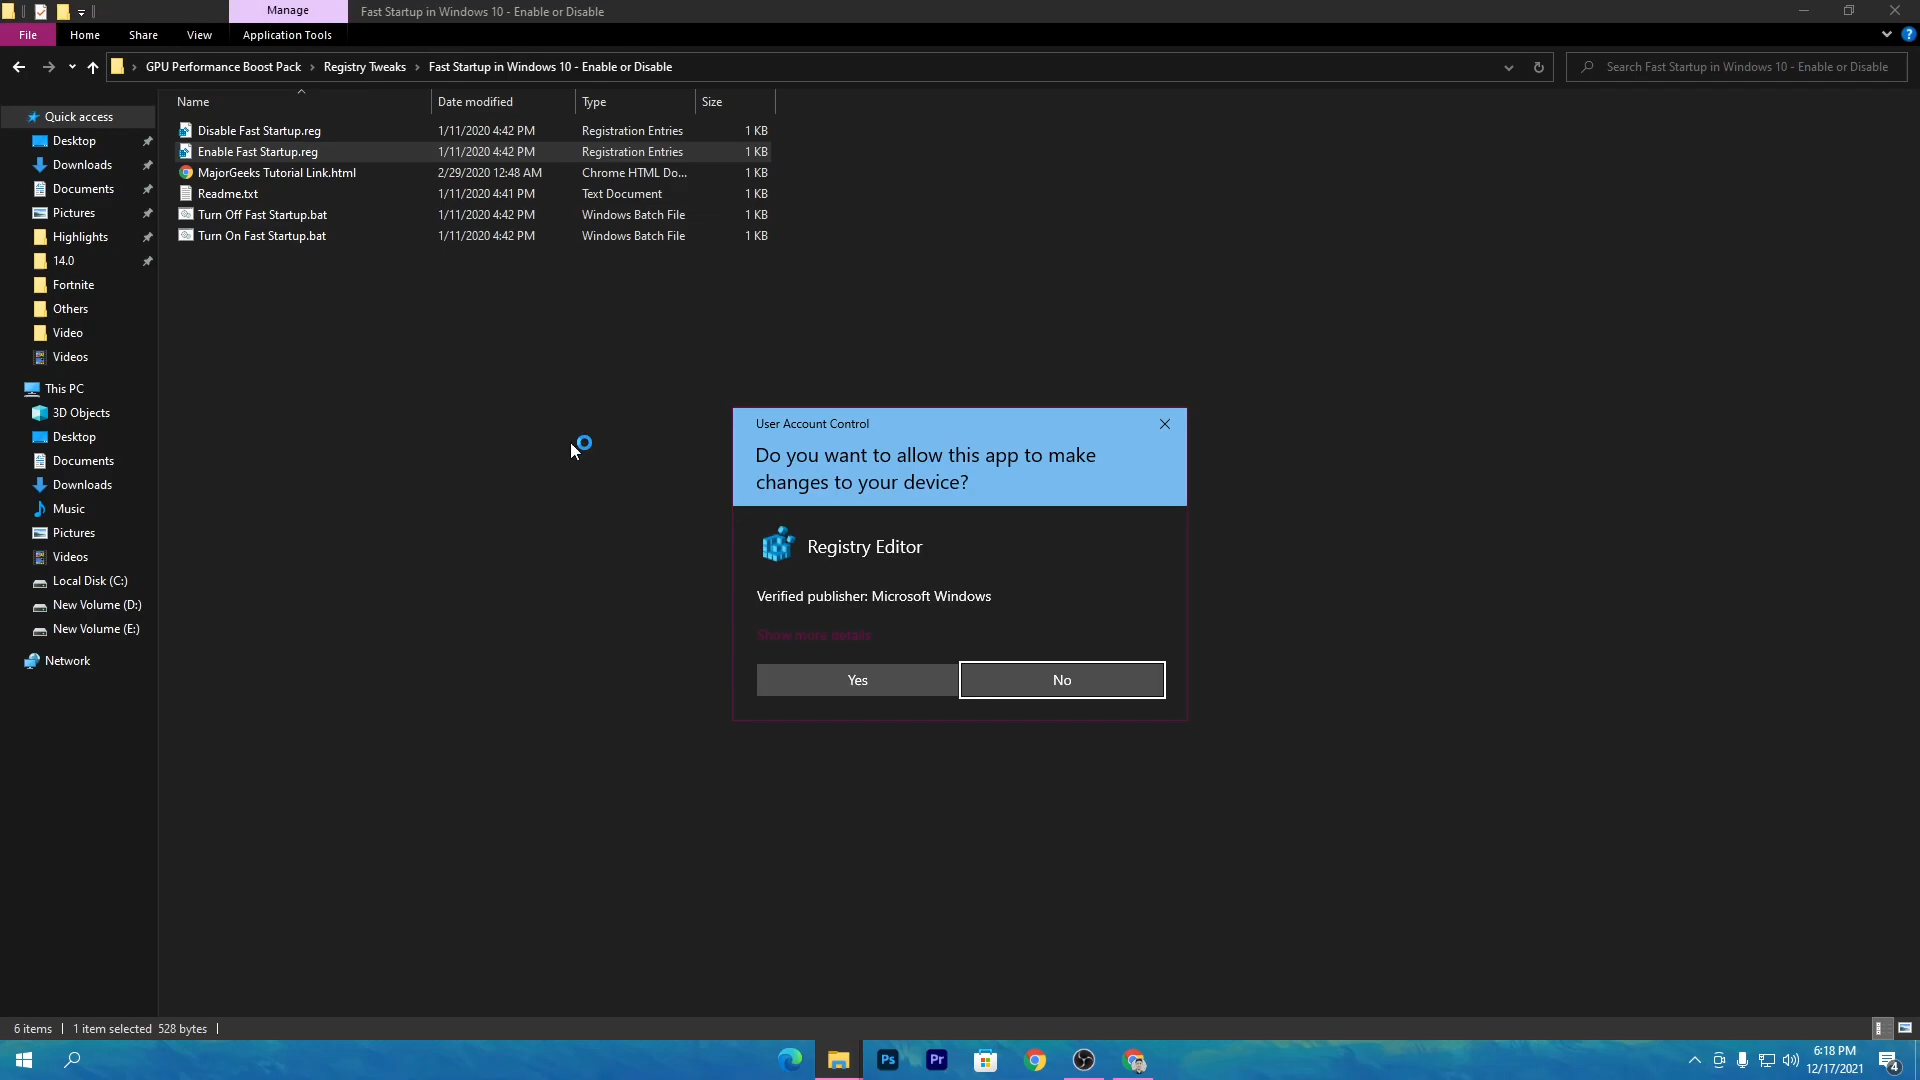 Manage
Fast Startup in Windows 10 - Enable or Disable
File
Home
Share
View
Application Tools
GPU Performance Boost Pack
Registry Tweaks
Fast Startup in Windows 10 - Enable or Disable
Search Fast Startup in Windows 10 - Enable or Disable
Name
Date modified
Type
Size
Disable Fast Startup.reg 1/11/2020 4:42 PM Registration Entries 1 KB
Enable Fast Startup.reg 1/11/2020 4:42 PM Registration Entries 1 KB
MajorGeeks Tutorial Link.html 2/29/2020 12:48 AM Chrome HTML Do... 1 KB
Readme.txt 1/11/2020 4:41 PM Text Document 1 KB
Turn Off Fast Startup.bat 1/11/2020 4:42 PM Windows Batch File 1 KB
Turn On Fast Startup.bat 1/11/2020 4:42 PM Windows Batch File 1 KB
Quick access
Desktop
Downloads
Documents
Pictures
Highlights
14.0
Fortnite
Others
Video
Videos
This PC
3D Objects
Desktop
Documents
Downloads
Music
Pictures
Videos
Local Disk (C:)
New Volume (D:)
New Volume (E:)
Network
User Account Control
Do you want to allow this app to make
changes to your device?
Registry Editor
Verified publisher: Microsoft Windows
Show more details
Yes
No
6 items
1 item selected 528 bytes
Ps
Pr
6:18 PM
12/17/2021
4